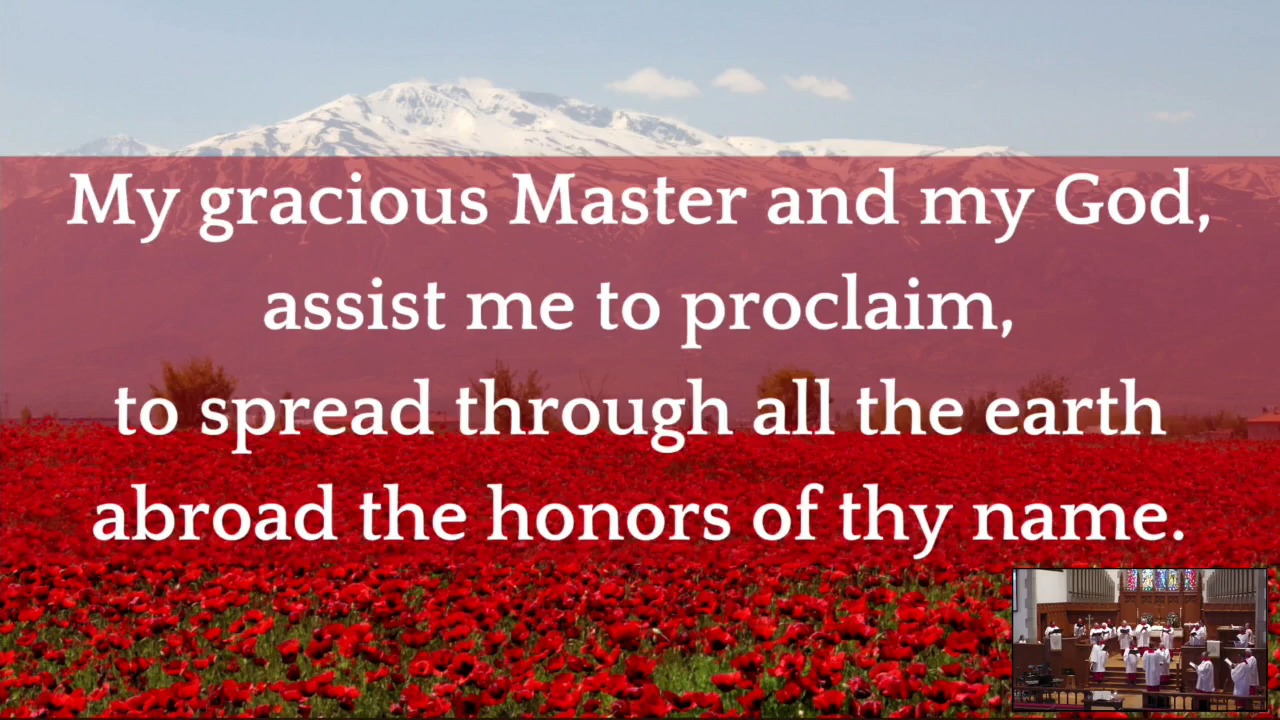 My gracious Master and my God,
assist me to proclaim,
to spread through all the earth
abroad the honors of thy name.